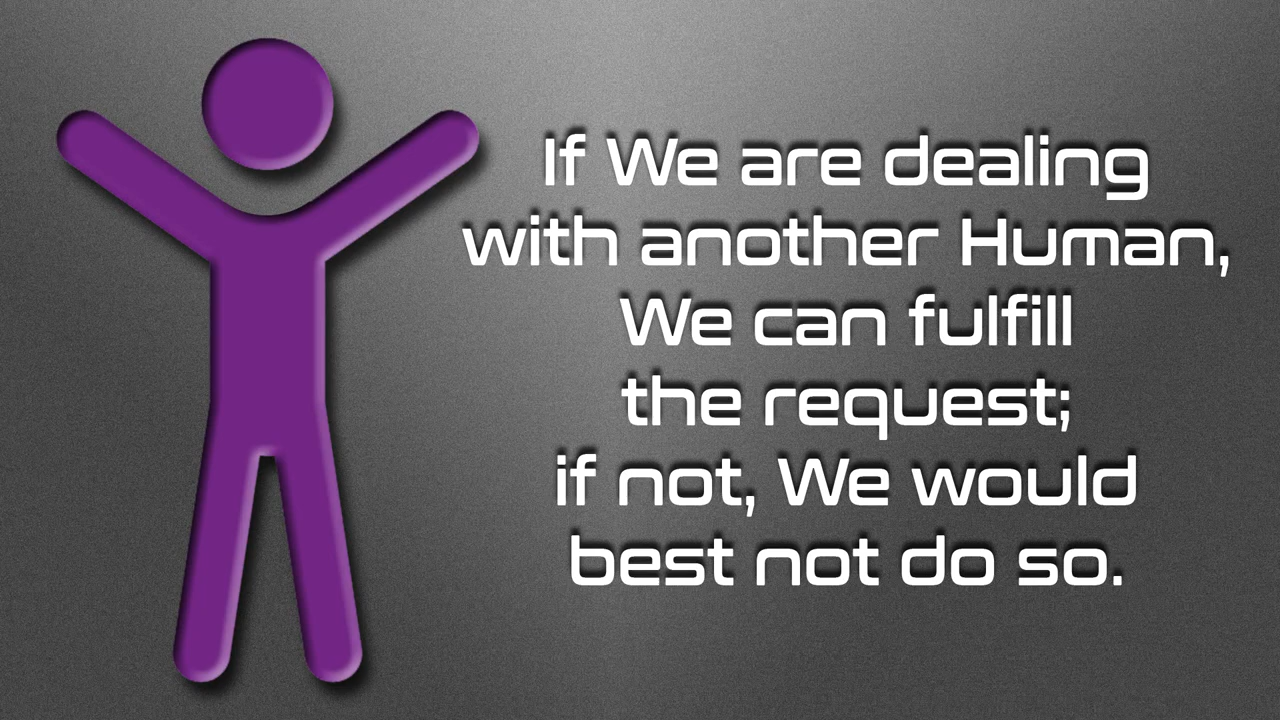 If We are dealing
with another Human,
We can fulfill
the request;
if not, We would
best not do so.